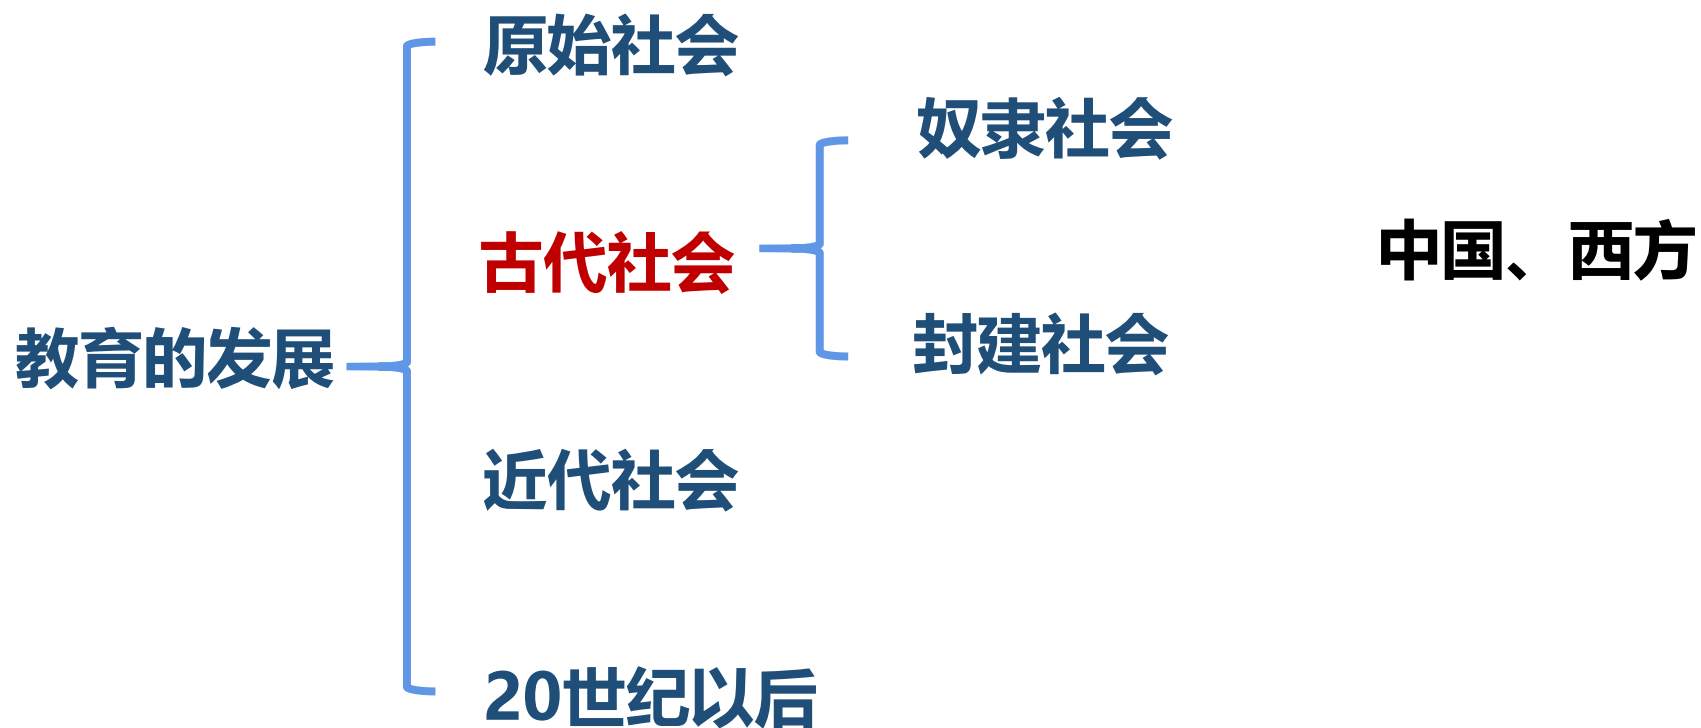 原始社会
奴隶社会
古代社会
中国、西方
封建社会
教育的发展
近代社会
20世纪以后